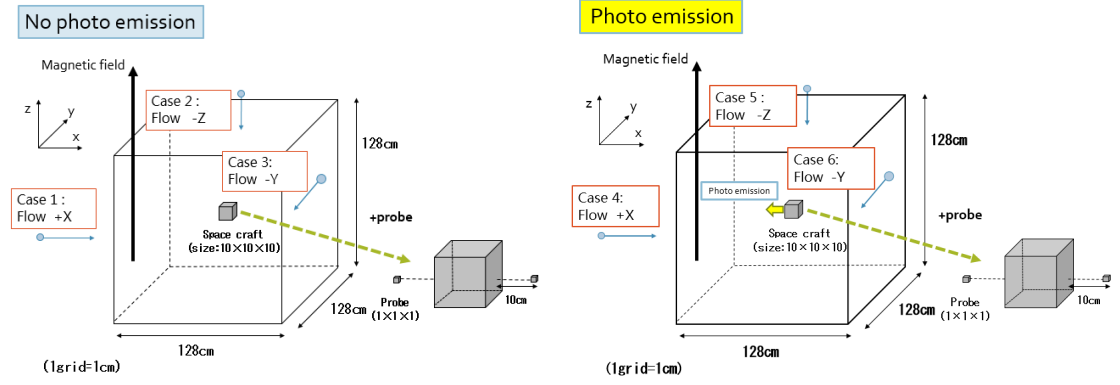 No photo emission
Magnetic field
z
y
x
Case 2 :
Flow -Z
Case 3:
Flow -Y
Case 1 :
Flow +X
128cm
+probe
Space craft
(size:10×10×10)
Probe
(1×1×1)
10cm
128cm
128cm
(1grid=1cm)
Photo emission
Magnetic field
z
y
x
Case 5 :
Flow -Z
Case 6:
Flow -Y
Case 4:
Flow +X
Photo emission
128cm
+probe
Space craft
(size:10×10×10)
Probe
(1×1×1)
10cm
128cm
128cm
(1grid=1cm)